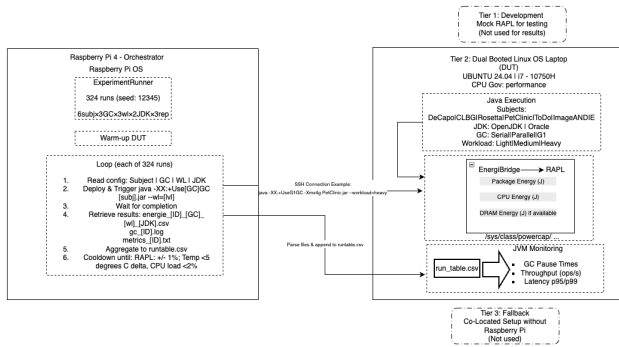 Tier 1: Development
Mock RAPL for testing
(Not used for results)
Raspberry Pi 4 - Orchestrator
Raspberry Pi OS
ExperimentRunner
324 runs (seed: 12345)
6subj×3GC×3wl×2JDK×3rep
Warm-up DUT
Loop (each of 324 runs)
1. Read config: Subject | GC | WL | JDK
2. Deploy & Trigger java -XX:+Use[GC]GC
[subj].jar --wl=[lvl]
3. Wait for completion
4. Retrieve results: energie_[ID]_[GC]_
[wl]_[JDK].csv
gc_[ID].log
metrics_[ID].txt
5. Aggregate to runtable.csv
6. Cooldown until: RAPL: +/- 1%; Temp <5
degrees C delta, CPU load <2%
SSH Connection Example:
java -XX:+UseG1GC -Xmx4g PetClinic.jar --workload=heavy
Parse files & append to runtable.csv
Tier 2: Dual Booted Linux OS Laptop
(DUT)
UBUNTU 24.04 | i7 - 10750H
CPU Gov: performance
Java Execution
Subjects:
DeCapo|CLBG|Rosetta|PetClinic|ToDo|ImageANDIE
JDK: OpenJDK | Oracle
GC: Serial|Parallel|G1
Workload: Light|Medium|Heavy
EnergiBridge RAPL
Package Energy (J)
CPU Energy (J)
DRAM Energy (J) if available
/sys/class/powercap/ ...
JVM Monitoring
run_table.csv
▪ GC Pause Times
▪ Throughput (ops/s)
▪ Latency p95/p99
Tier 3: Fallback
Co-Located Setup without
Raspberry Pi
(Not used)